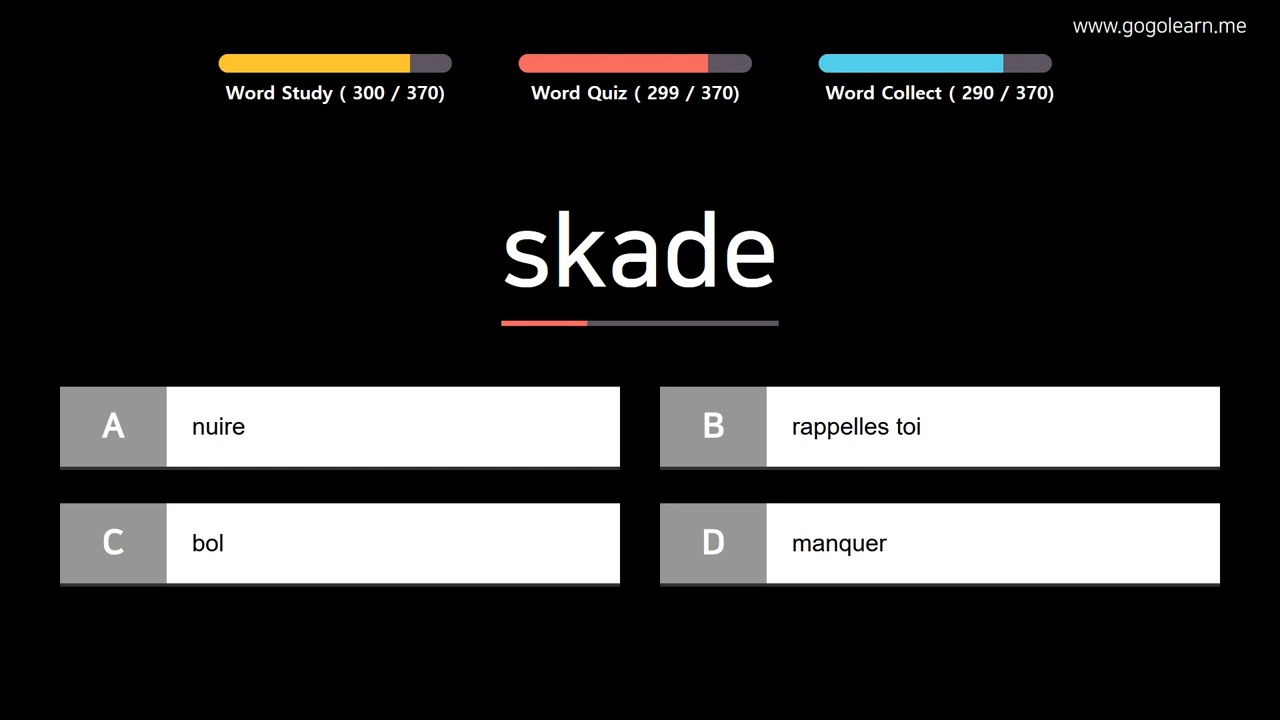 www.gogolearn.me
Word Study ( 300 / 370)
Word Quiz ( 299 / 370)
Word Collect ( 290 / 370)
skade
A nuire
B rappelles toi
C bol
D manquer